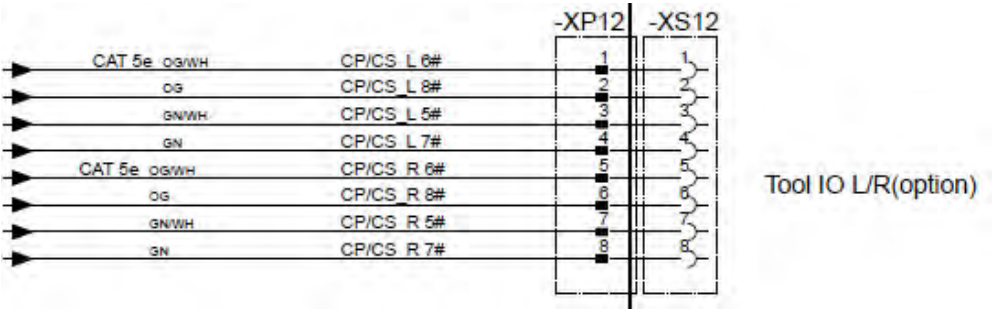 -XP12 -XS12
CAT 5e OG/WH CP/CS_L 6# 1 1
OG CP/CS_L 8# 2 2
GN/WH CP/CS_L 5# 3 3
GN CP/CS_L 7# 4 4
CAT 5e OG/WH CP/CS_R 6# 5 5
OG CP/CS_R 8# 6 6
GN/WH CP/CS_R 5# 7 7
GN CP/CS_R 7# 8 8
Tool IO L/R(option)